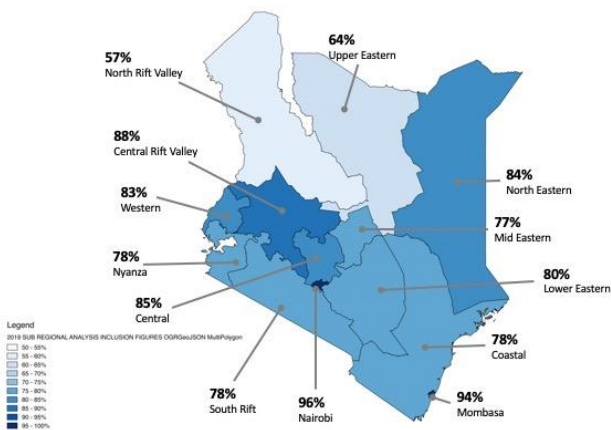 64%
Upper Eastern
57%
North Rift Valley
88%
Central Rift Valley
84%
North Eastern
83%
Western
77%
Mid Eastern
78%
Nyanza
80%
Lower Eastern
85%
Central
78%
Coastal
78%
South Rift
96%
Nairobi
94%
Mombasa
Legend
2019 SUB REGIONAL ANALYSIS INCLUSION FIGURES OGRGeoJSON MultiPolygon
50 - 55%
55 - 60%
60 - 65%
65 - 70%
70 - 75%
75 - 80%
80 - 85%
85 - 90%
90 - 95%
95 - 100%